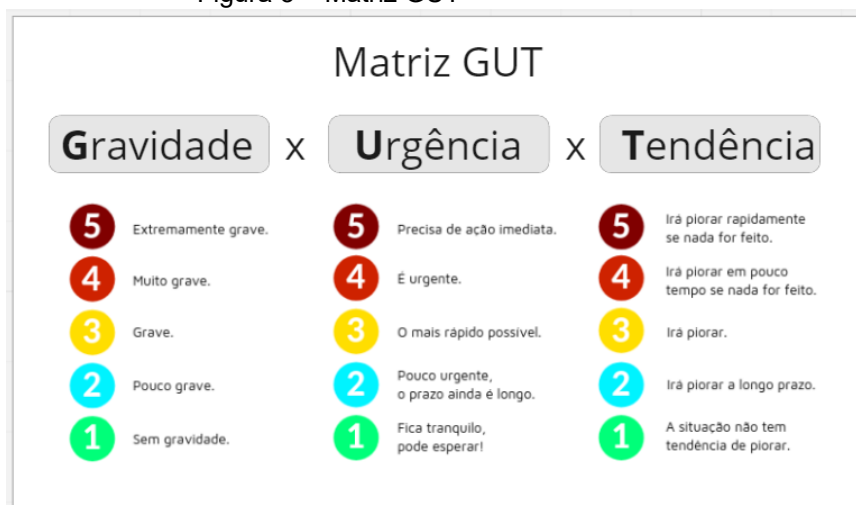 Matriz GUT
Gravidade x Urgência x Tendência
5 Extremamente grave.
4 Muito grave.
3 Grave.
2 Pouco grave.
1 Sem gravidade.
5 Precisa de ação imediata.
4 É urgente.
3 O mais rápido possível.
2 Pouco urgente,
o prazo ainda é longo.
1 Fica tranquilo,
pode esperar!
5 Irá piorar rapidamente
se nada for feito.
4 Irá piorar em pouco
tempo se nada for feito.
3 Irá piorar.
2 Irá piorar a longo prazo.
1 A situação não tem
tendência de piorar.